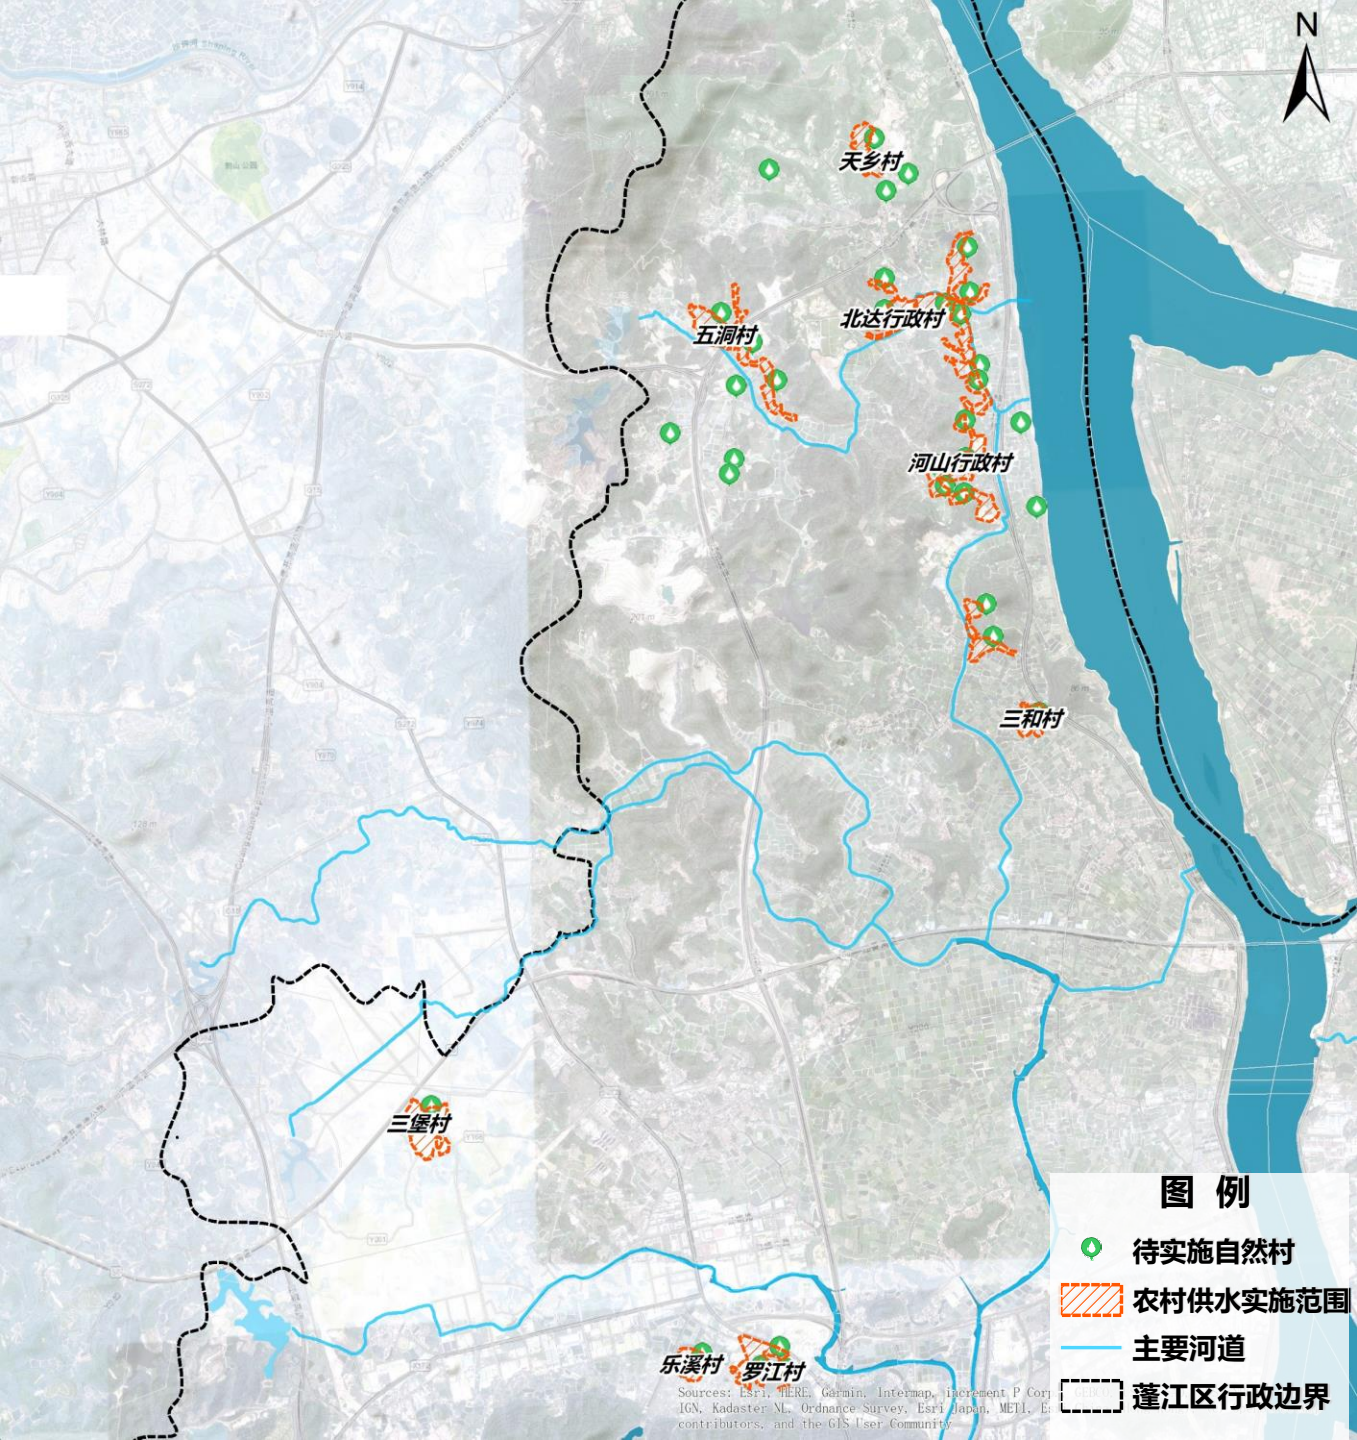 N
天乡村
五洞村
北达行政村
河山行政村
三和村
三堡村
乐溪村
罗江村
图 例
待实施自然村
农村供水实施范围
主要河道
蓬江区行政边界
Sources: Esri, HERE, Garmin, Intermap, increment P Corp
IGN, Kadaster NL, Ordnance Survey, Esri Japan, METI,
contributors, and the GIS User Community